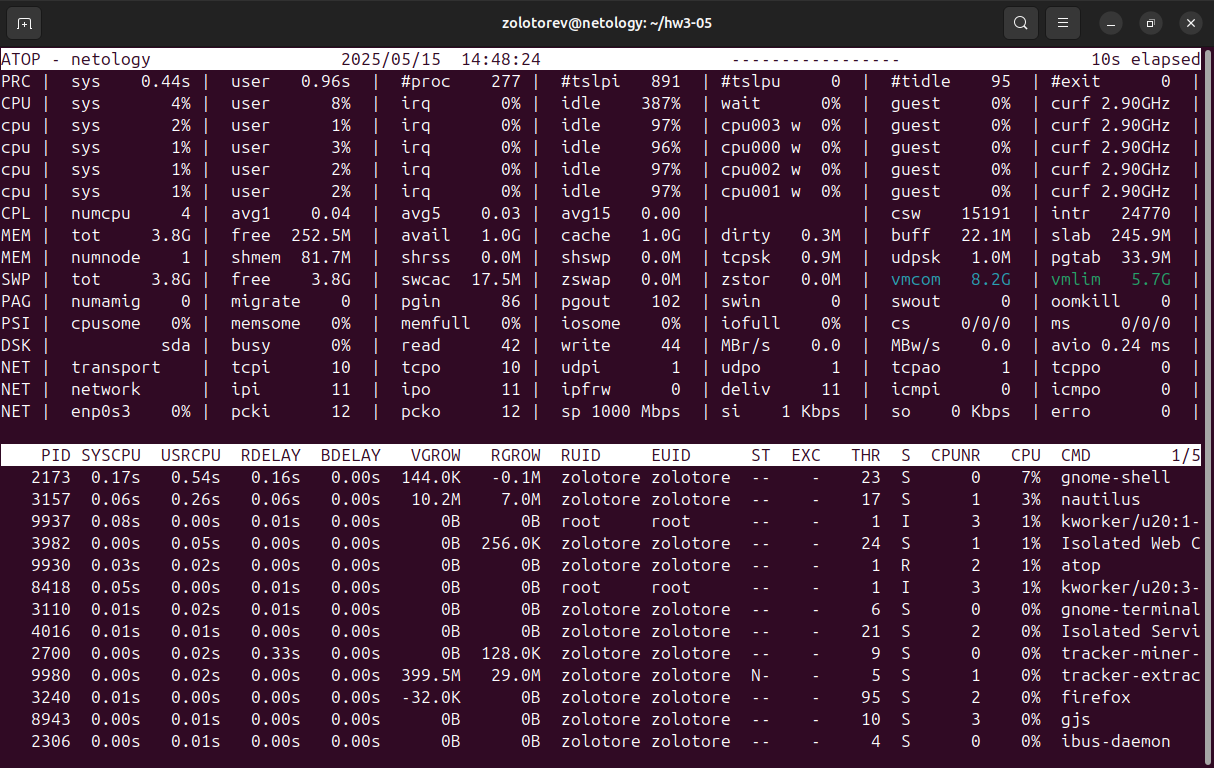 zolotorev@netology: ~/hw3-05
ATOP - netology 2025/05/15 14:48:24 ----------------- 10s elapsed
PRC | sys 0.44s | user 0.96s | #proc 277 | #tslpi 891 | #tslpu 0 | #tidle 95 | #exit 0 |
CPU | sys 4% | user 8% | irq 0% | idle 387% | wait 0% | guest 0% | curf 2.90GHz |
cpu | sys 2% | user 1% | irq 0% | idle 97% | cpu003 w 0% | guest 0% | curf 2.90GHz |
cpu | sys 1% | user 3% | irq 0% | idle 96% | cpu000 w 0% | guest 0% | curf 2.90GHz |
cpu | sys 1% | user 2% | irq 0% | idle 97% | cpu002 w 0% | guest 0% | curf 2.90GHz |
cpu | sys 1% | user 2% | irq 0% | idle 97% | cpu001 w 0% | guest 0% | curf 2.90GHz |
CPL | numcpu 4 | avg1 0.04 | avg5 0.03 | avg15 0.00 | | csw 15191 | intr 24770 |
MEM | tot 3.8G | free 252.5M | avail 1.0G | cache 1.0G | dirty 0.3M | buff 22.1M | slab 245.9M |
MEM | numnode 1 | shmem 81.7M | shrss 0.0M | shswp 0.0M | tcpsk 0.9M | udpsk 1.0M | pgtab 33.9M |
SWP | tot 3.8G | free 3.8G | swcac 17.5M | zswap 0.0M | zstor 0.0M | vmcom 8.2G | vmlim 5.7G |
PAG | numamig 0 | migrate 0 | pgin 86 | pgout 102 | swin 0 | swout 0 | oomkill 0 |
PSI | cpusome 0% | memsome 0% | memfull 0% | iosome 0% | iofull 0% | cs 0/0/0 | ms 0/0/0 |
DSK | sda | busy 0% | read 42 | write 44 | MBr/s 0.0 | MBw/s 0.0 | avio 0.24 ms |
NET | transport | tcpi 10 | tcpo 10 | udpi 1 | udpo 1 | tcpao 1 | tcppo 0 |
NET | network | ipi 11 | ipo 11 | ipfrw 0 | deliv 11 | icmpi 0 | icmpo 0 |
NET | enp0s3 0% | pcki 12 | pcko 12 | sp 1000 Mbps | si 1 Kbps | so 0 Kbps | erro 0 |
PID SYSCPU USRCPU RDELAY BDELAY VGROW RGROW RUID EUID ST EXC THR S CPUNR CPU CMD 1/5
2173 0.17s 0.54s 0.16s 0.00s 144.0K -0.1M zolotore zolotore -- - 23 S 0 7% gnome-shell
3157 0.06s 0.26s 0.06s 0.00s 10.2M 7.0M zolotore zolotore -- - 17 S 1 3% nautilus
9937 0.08s 0.00s 0.01s 0.00s 0B 0B root root -- - 1 I 3 1% kworker/u20:1-
3982 0.00s 0.05s 0.00s 0.00s 0B 256.0K zolotore zolotore -- - 24 S 1 1% Isolated Web C
9930 0.03s 0.02s 0.00s 0.00s 0B 0B zolotore zolotore -- - 1 R 2 1% atop
8418 0.05s 0.00s 0.01s 0.00s 0B 0B root root -- - 1 I 3 1% kworker/u20:3-
3110 0.01s 0.02s 0.01s 0.00s 0B 0B zolotore zolotore -- - 6 S 0 0% gnome-terminal
4016 0.01s 0.01s 0.00s 0.00s 0B 0B zolotore zolotore -- - 21 S 2 0% Isolated Servi
2700 0.00s 0.02s 0.33s 0.00s 0B 128.0K zolotore zolotore -- - 9 S 0 0% tracker-miner-
9980 0.00s 0.02s 0.00s 0.00s 399.5M 29.0M zolotore zolotore N- - 5 S 1 0% tracker-extrac
3240 0.01s 0.00s 0.00s 0.00s -32.0K 0B zolotore zolotore -- - 95 S 2 0% firefox
8943 0.01s 0.00s 0.00s 0.00s 0B 0B zolotore zolotore -- - 10 S 3 0% gjs
2306 0.00s 0.01s 0.00s 0.00s 0B 0B zolotore zolotore -- - 4 S 0 0% ibus-daemon